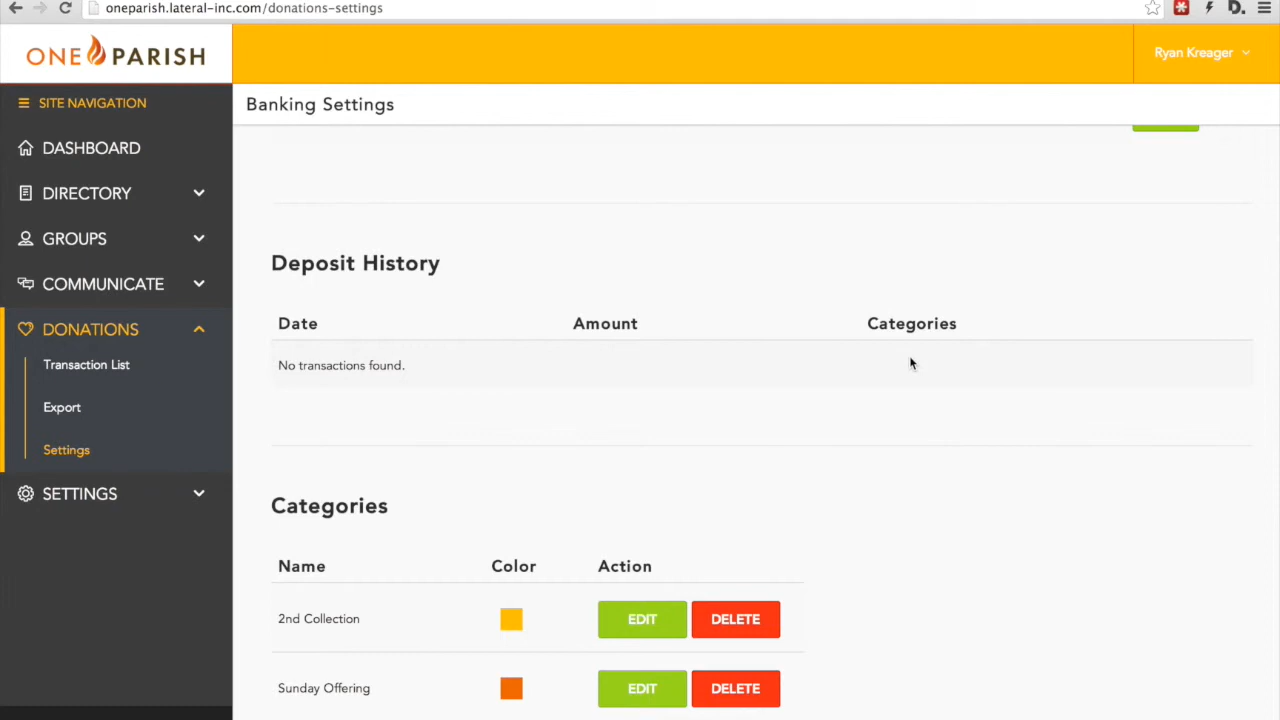 oneparish.lateral-inc.com/donations-settings
D.
ONE PARISH
Ryan Kreager
SITE NAVIGATION
Banking Settings
DASHBOARD
DIRECTORY
GROUPS
COMMUNICATE
DONATIONS
Transaction List
Export
Settings
SETTINGS
Deposit History
Date Amount Categories
No transactions found.
Categories
Name Color Action
2nd Collection EDIT DELETE
Sunday Offering EDIT DELETE